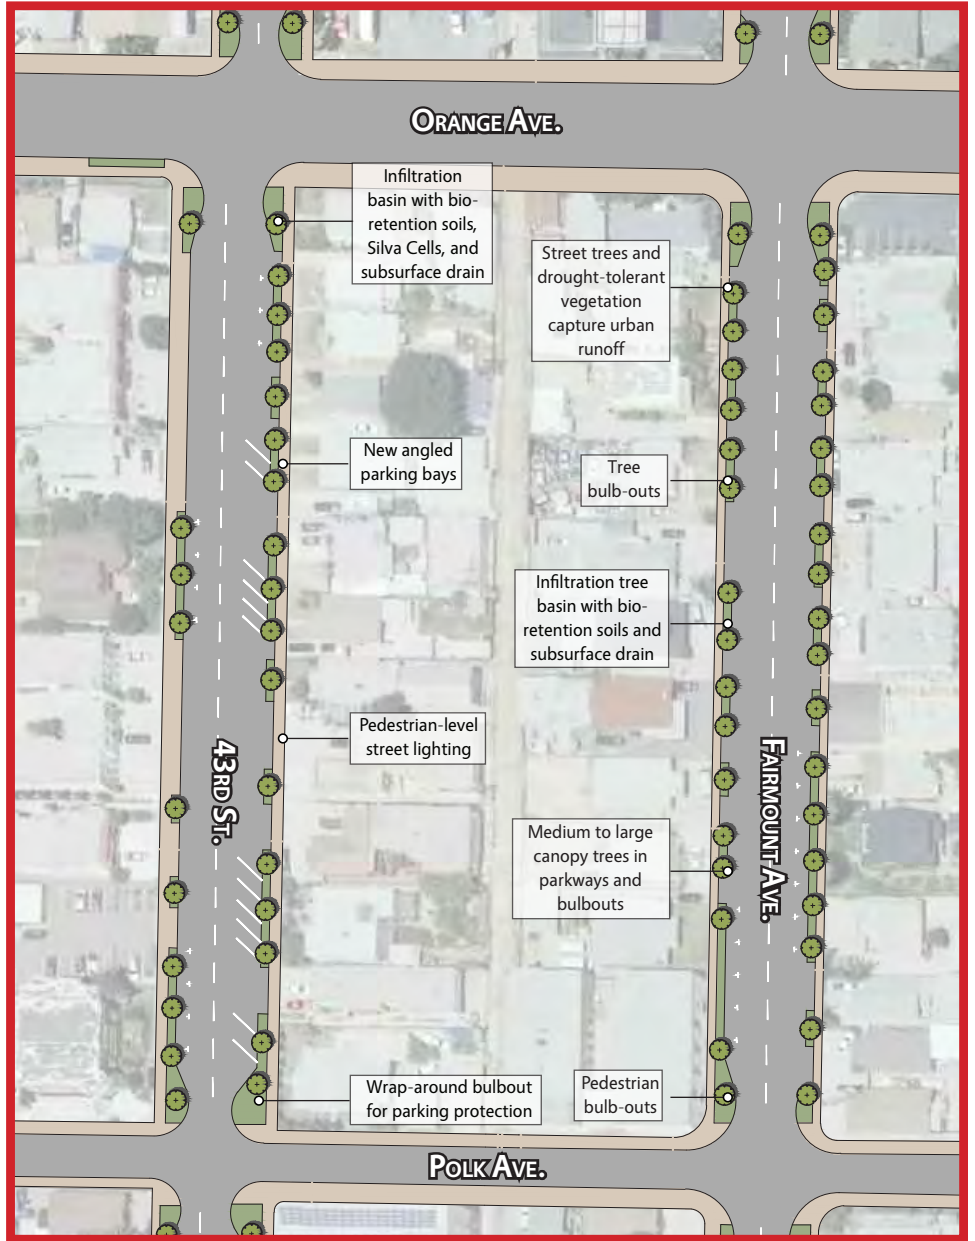 ORANGE AVE.
Infiltration
basin with bio-
retention soils,
Silva Cells, and
subsurface drain
Street trees and
drought-tolerant
vegetation
capture urban
runoff
New angled
parking bays
Tree
bulb-outs
Infiltration tree
basin with bio-
retention soils and
subsurface drain
Pedestrian-level
street lighting
43RD ST.
FAIRMOUNT AVE.
Medium to large
canopy trees in
parkways and
bulbouts
Wrap-around bulbout
for parking protection
Pedestrian
bulb-outs
POLK AVE.